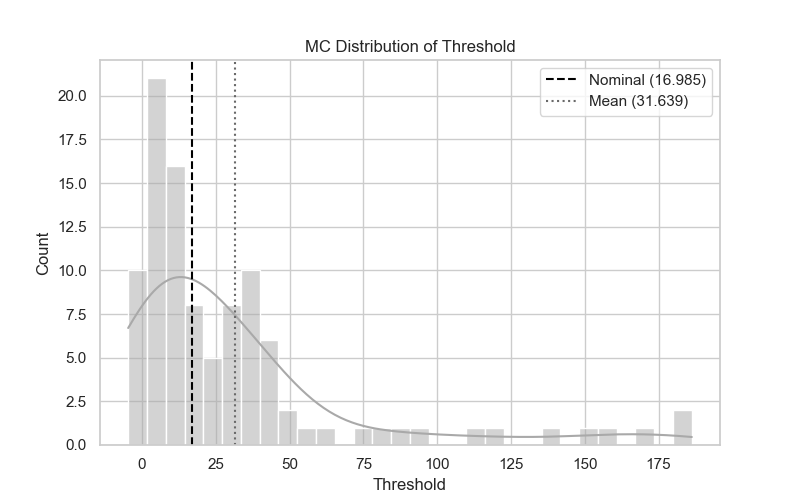 MC Distribution of Threshold
Nominal (16.985)
Mean (31.639)
Count
20.0
17.5
15.0
12.5
10.0
7.5
5.0
2.5
0.0
0 25 50 75 100 125 150 175
Threshold